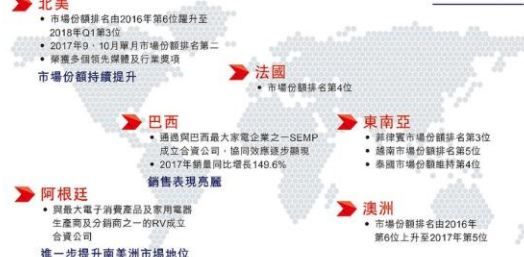 北美
• 市場份額排名由2016年第6位躍升至
2018年Q1第3位
• 2017年9、10月單月市場份額排名第二
• 榮獲多個領先媒體及行業獎項
市場份額持續提升
法國
• 市場份額排名第4位
巴西
• 通過與巴西最大家電企業之一SEMP
成立合資公司，協同效應逐步顯現
• 2017年銷量同比增長149.6%
銷售表現亮麗
東南亞
• 菲律賓市場份額排名第3位
• 越南市場份額排名第5位
• 泰國市場份額維持第4位
阿根廷
• 與最大電子消費產品及家用電器
生產商及分銷商之一的RV成立
合資公司
進一步提升南美洲市場地位
澳洲
• 市場份額排名由2016年
第6位上升至2017年第5位